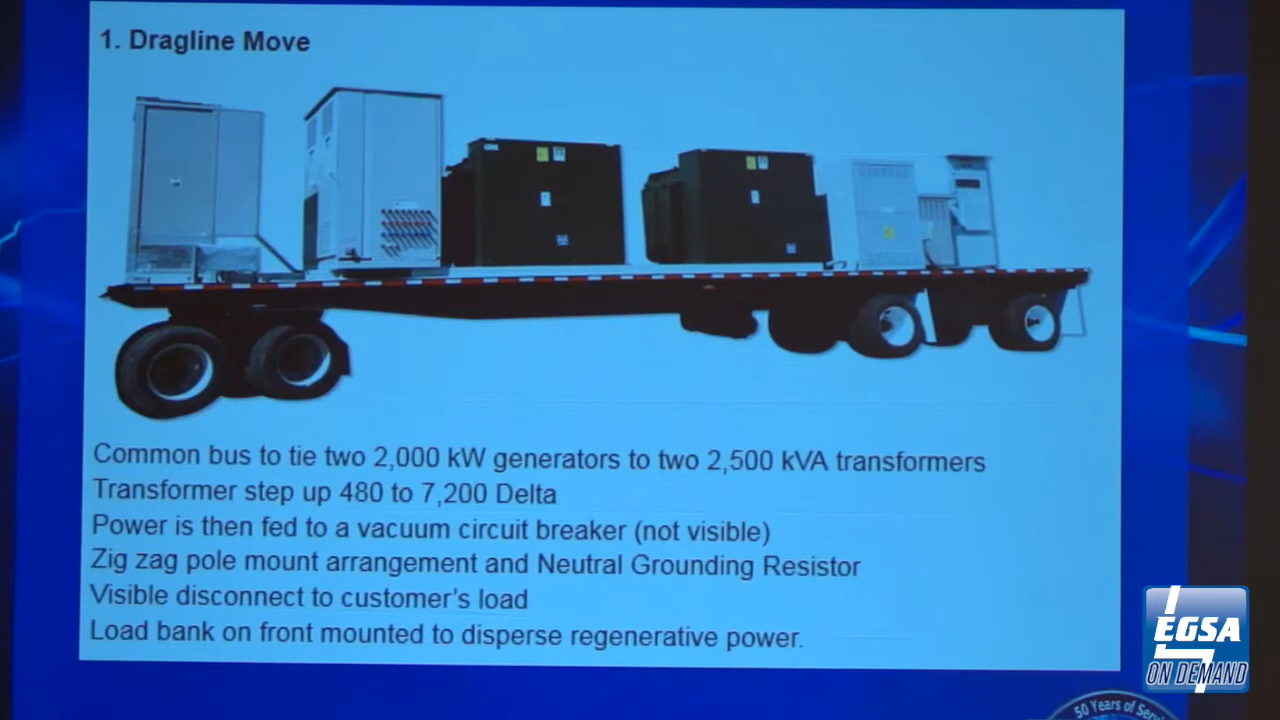 1. Dragline Move
Common bus to tie two 2,000 kW generators to two 2,500 kVA transformers
Transformer step up 480 to 7,200 Delta
Power is then fed to a vacuum circuit breaker (not visible)
Zig zag pole mount arrangement and Neutral Grounding Resistor
Visible disconnect to customer's load
Load bank on front mounted to disperse regenerative power.
EGSA
ON DEMAND
50 Years of